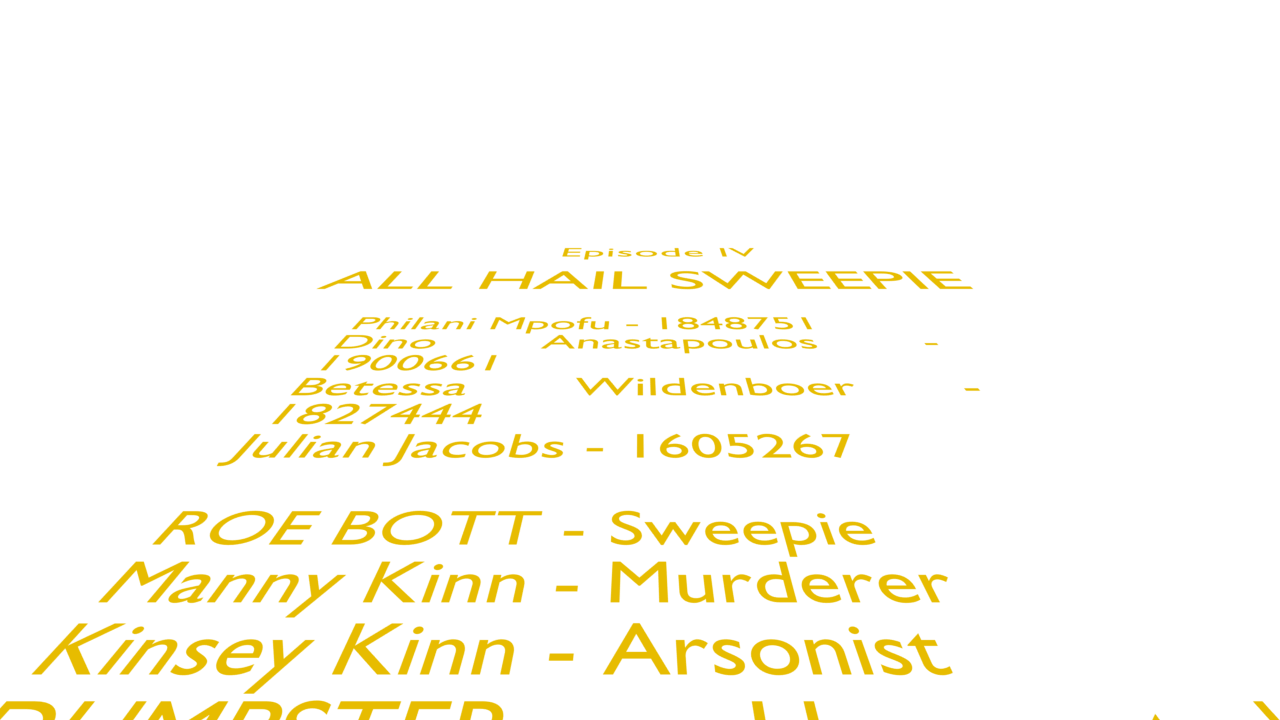 Episode IV
ALL HAIL SWEEPIE
Philani Mpofu - 1848751
Dino Anastapoulos -
1900661
Betessa Wildenboer -
1827444
Julian Jacobs - 1605267
ROE BOTT - Sweepie
Manny Kinn - Murderer
Kinsey Kinn - Arsonist
DUMPSTER